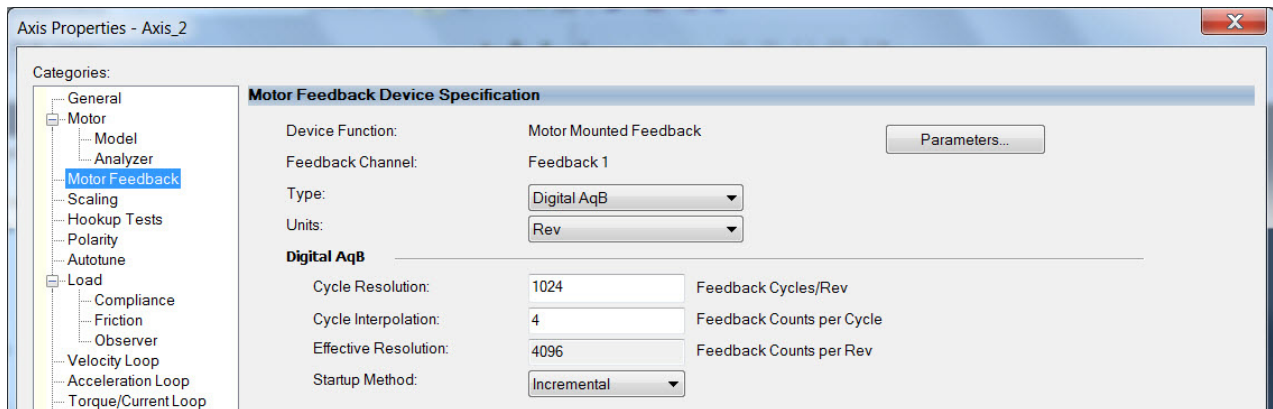 Axis Properties - Axis_2
X
Categories:
General
Motor
Model
Analyzer
Motor Feedback
Scaling
Hookup Tests
Polarity
Autotune
Load
Compliance
Friction
Observer
Velocity Loop
Acceleration Loop
Torque/Current Loop
Motor Feedback Device Specification
Device Function: Motor Mounted Feedback Parameters...
Feedback Channel: Feedback 1
Type: Digital AqB
Units: Rev
Digital AqB
Cycle Resolution: 1024 Feedback Cycles/Rev
Cycle Interpolation: 4 Feedback Counts per Cycle
Effective Resolution: 4096 Feedback Counts per Rev
Startup Method: Incremental